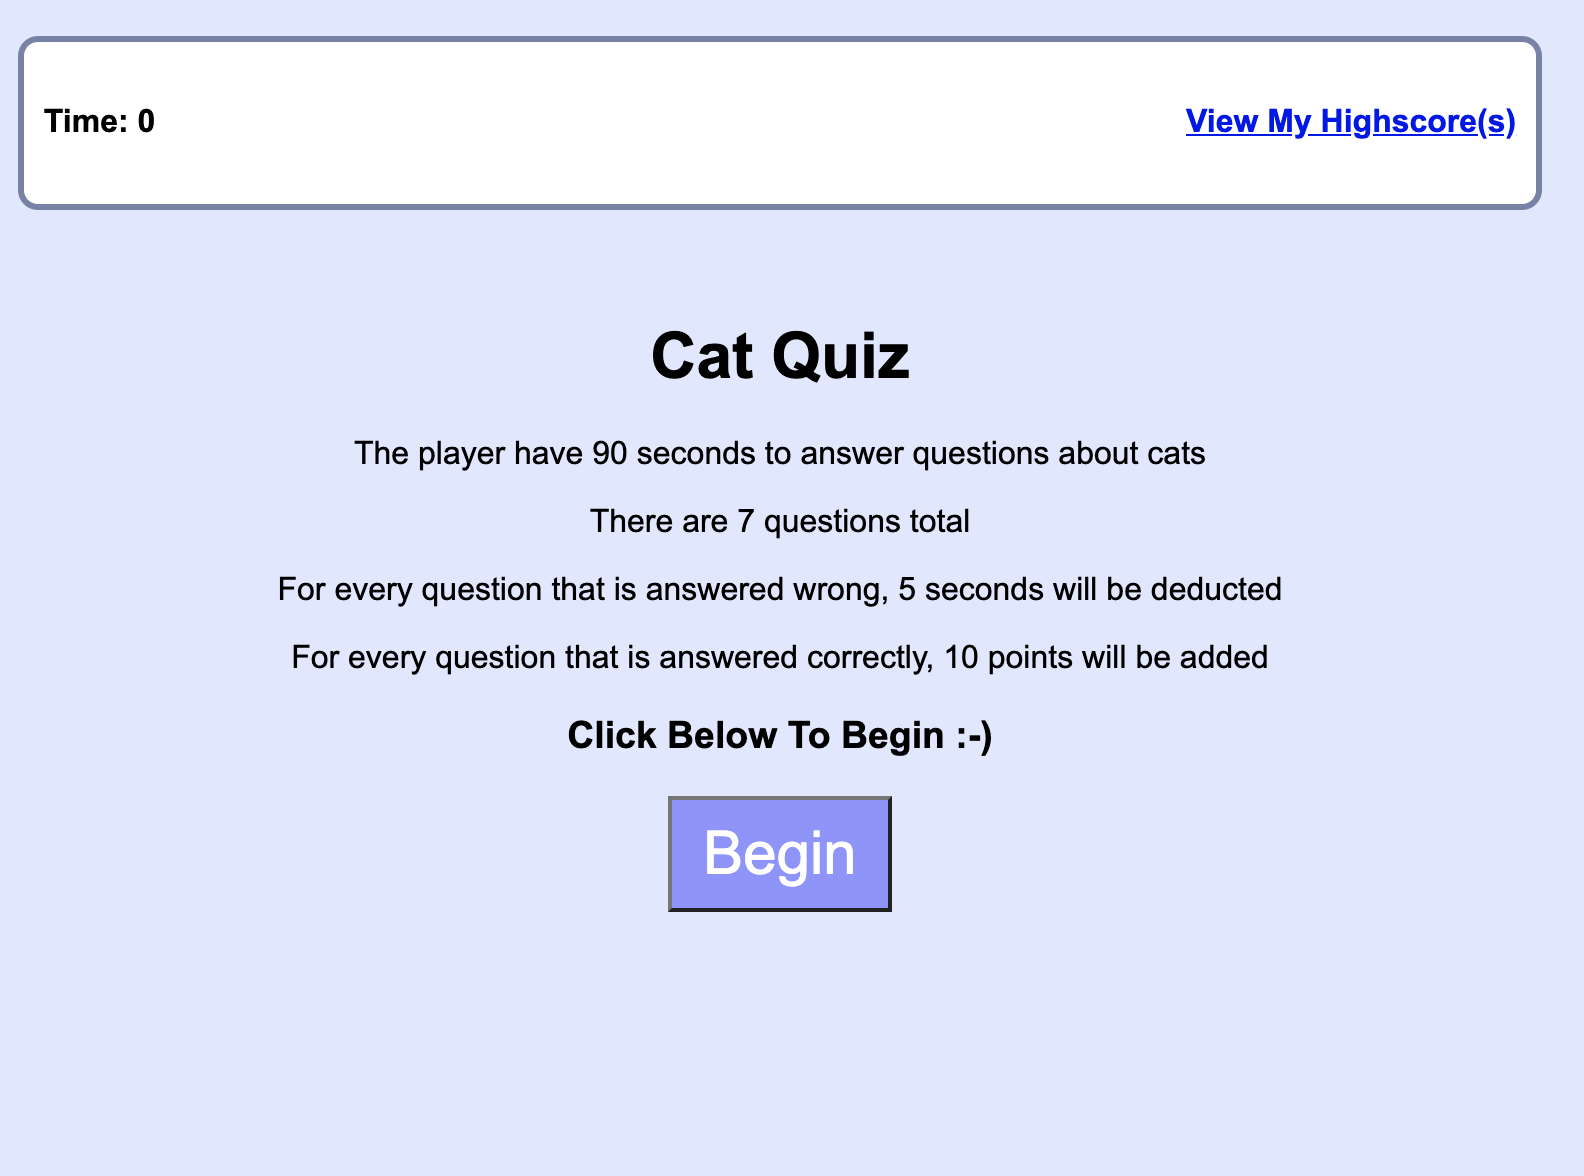 Time: 0
View My Highscore(s)
Cat Quiz
The player have 90 seconds to answer questions about cats
There are 7 questions total
For every question that is answered wrong, 5 seconds will be deducted
For every question that is answered correctly, 10 points will be added
Click Below To Begin :-)
Begin